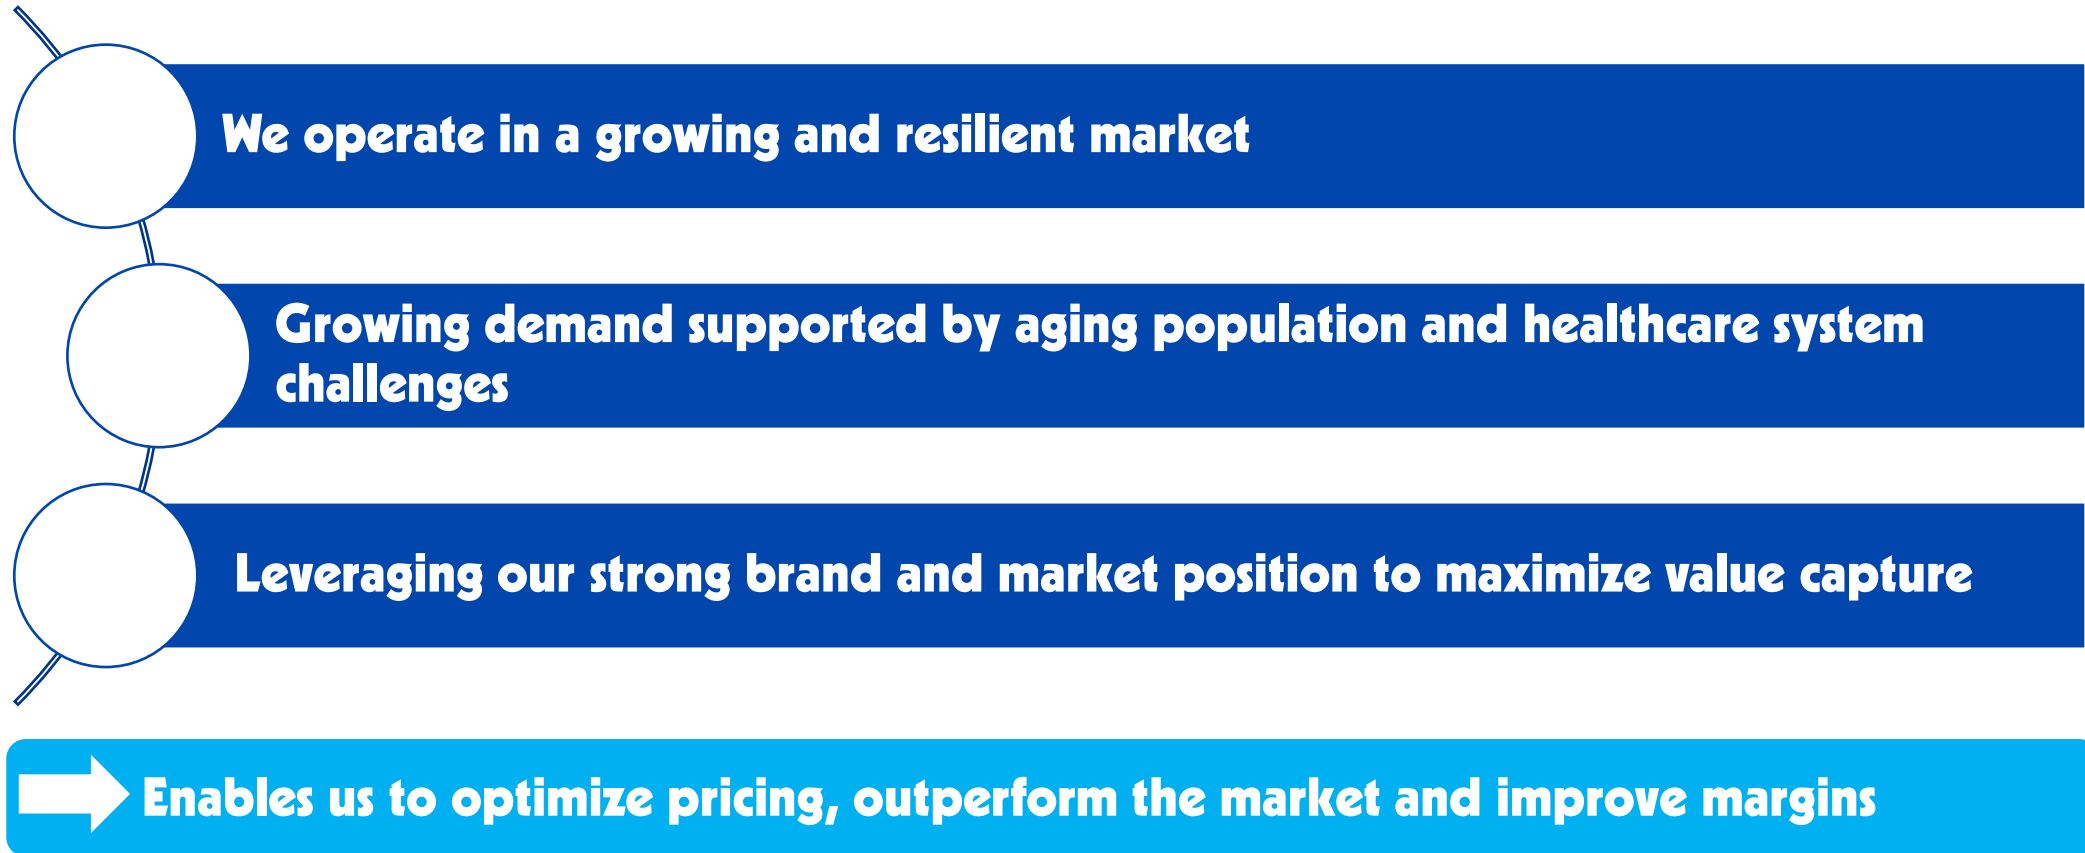 We operate in a growing and resilient market
Growing demand supported by aging population and healthcare system
challenges
Leveraging our strong brand and market position to maximize value capture
Enables us to optimize pricing, outperform the market and improve margins